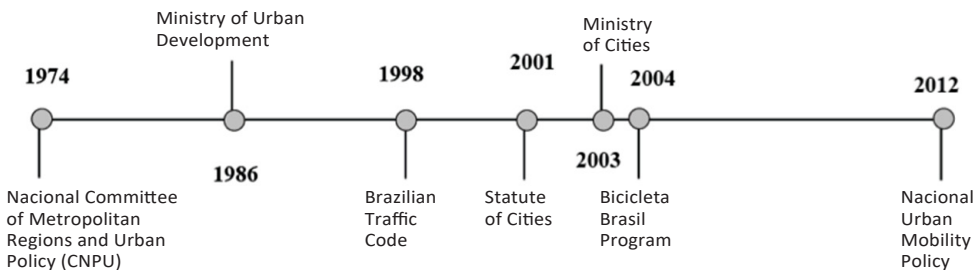 Ministry of Urban
Development
Ministry
of Cities
1974
1998
2001
2004
2012
1986
2003
Nacional Committee
of Metropolitan
Regions and Urban
Policy (CNPU)
Brazilian
Traffic
Code
Statute
of Cities
Bicicleta
Brasil
Program
Nacional
Urban
Mobility
Policy